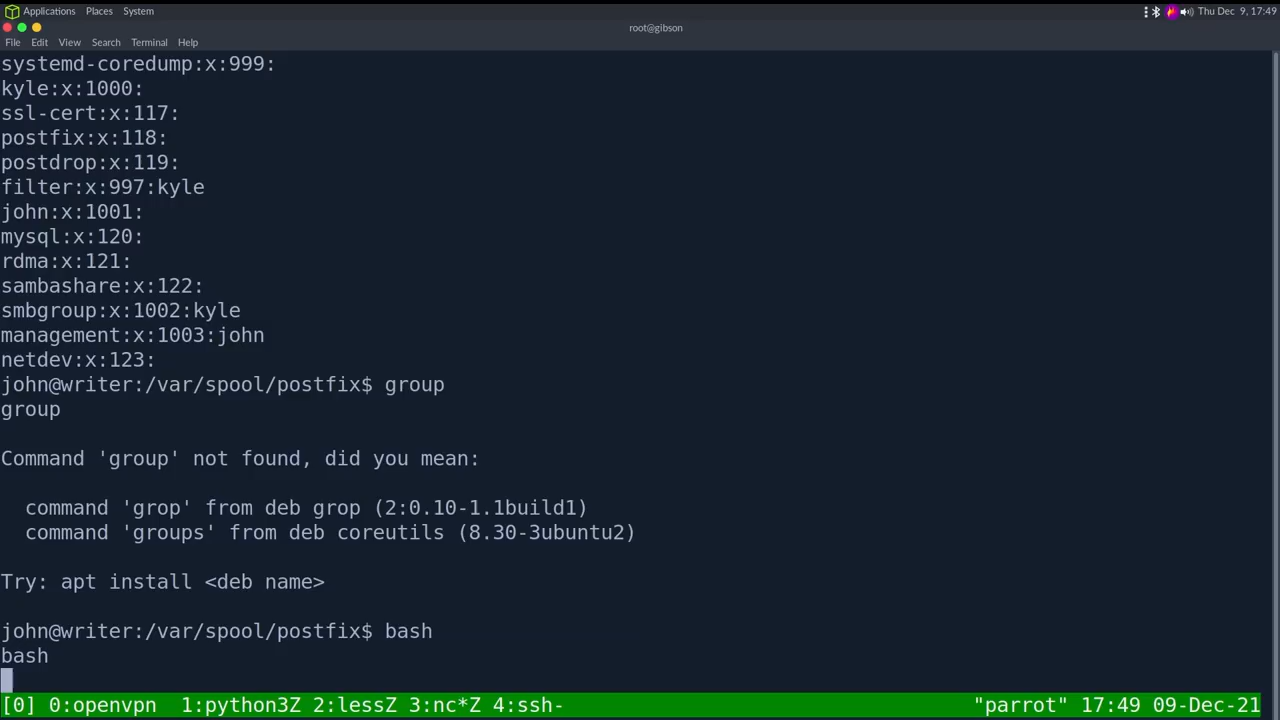 Applications Places System Thu Dec 9, 17:49
root@gibson
File Edit View Search Terminal Help
systemd-coredump:x:999:
kyle:x:1000:
ssl-cert:x:117:
postfix:x:118:
postdrop:x:119:
filter:x:997:kyle
john:x:1001:
mysql:x:120:
rdma:x:121:
sambashare:x:122:
smbgroup:x:1002:kyle
management:x:1003:john
netdev:x:123:
john@writer:/var/spool/postfix$ group
group
Command 'group' not found, did you mean:
command 'grop' from deb grop (2:0.10-1.1build1)
command 'groups' from deb coreutils (8.30-3ubuntu2)
Try: apt install <deb name>
john@writer:/var/spool/postfix$ bash
bash
[0] 0:openvpn 1:python3Z 2:lessZ 3:nc*Z 4:ssh- "parrot" 17:49 09-Dec-21